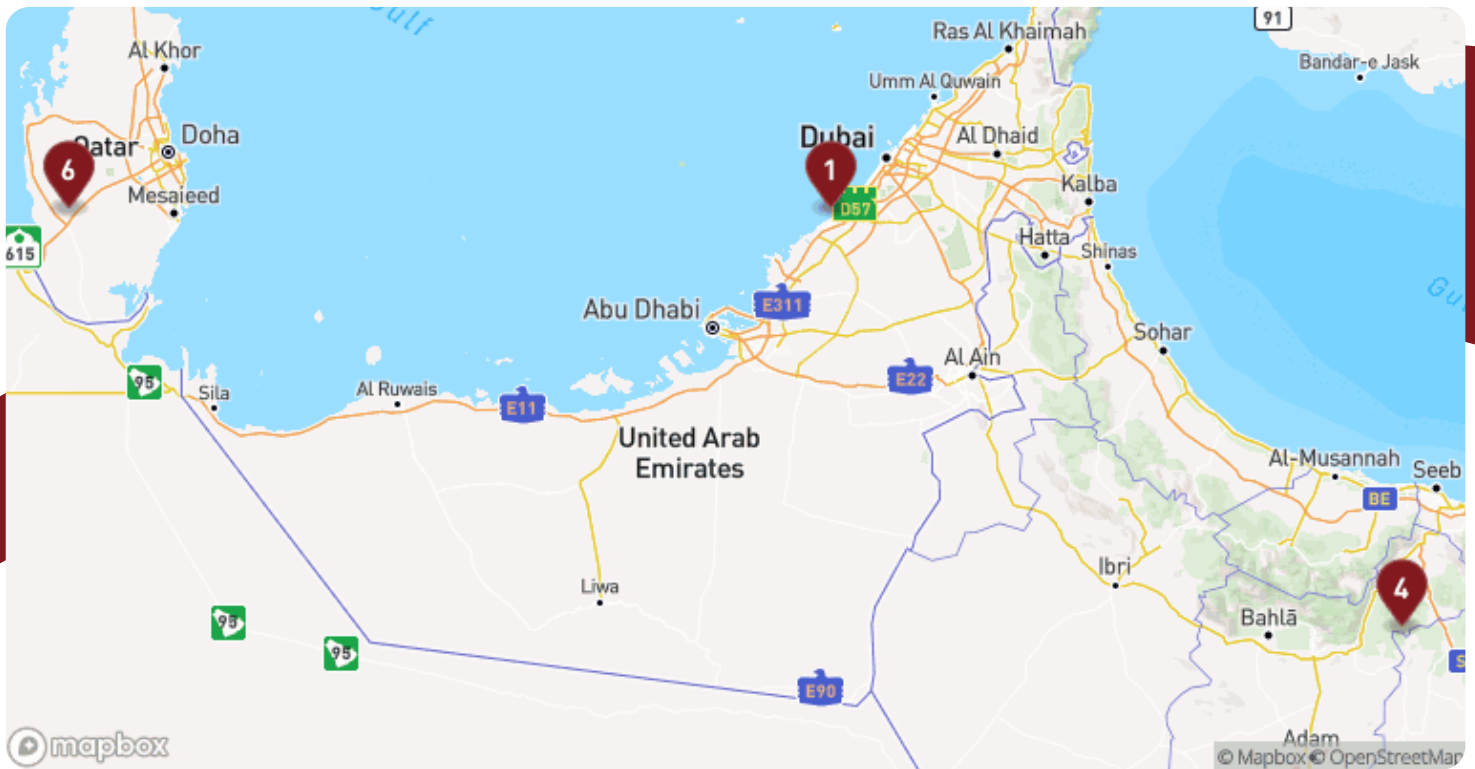 Gulf
91
Ras Al Khaimah
Al Khor
Bandar-e Jask
Umm Al Quwain
Dubai
Al Dhaid
Doha
Qatar
6
1
Mesaieed
Kalba
D57
615
Hatta
Shinas
Abu Dhabi
E311
Sohar
Al Ain
E22
95
Sila
Al Ruwais
E11
United Arab
Emirates
Al-Musannah
Seeb
BE
Ibri
Liwa
4
Bahlā
95
95
E90
Adam
mapbox
© Mapbox © OpenStreetMap